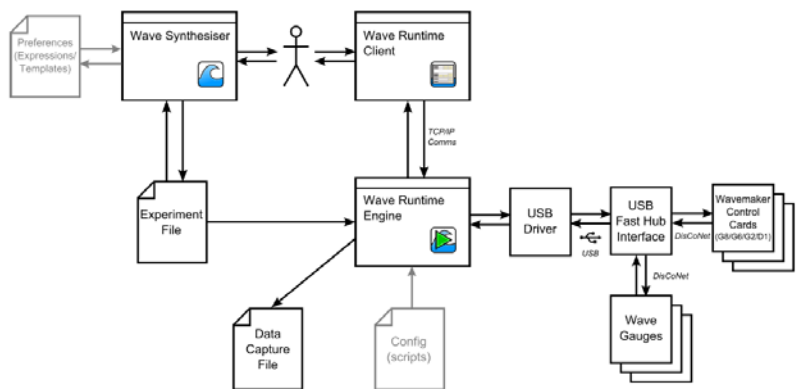 Preferences
(Expressions/
Templates)
Wave Synthesiser
Wave Runtime
Client
TCP/IP
Comms
Experiment
File
Wave Runtime
Engine
USB
Driver
USB
USB
Fast Hub
Interface
DisCoNet
Wavemaker
Control
Cards
(G8/G6/G2/D1)
DisCoNet
Data
Capture
File
Config
(scripts)
Wave
Gauges